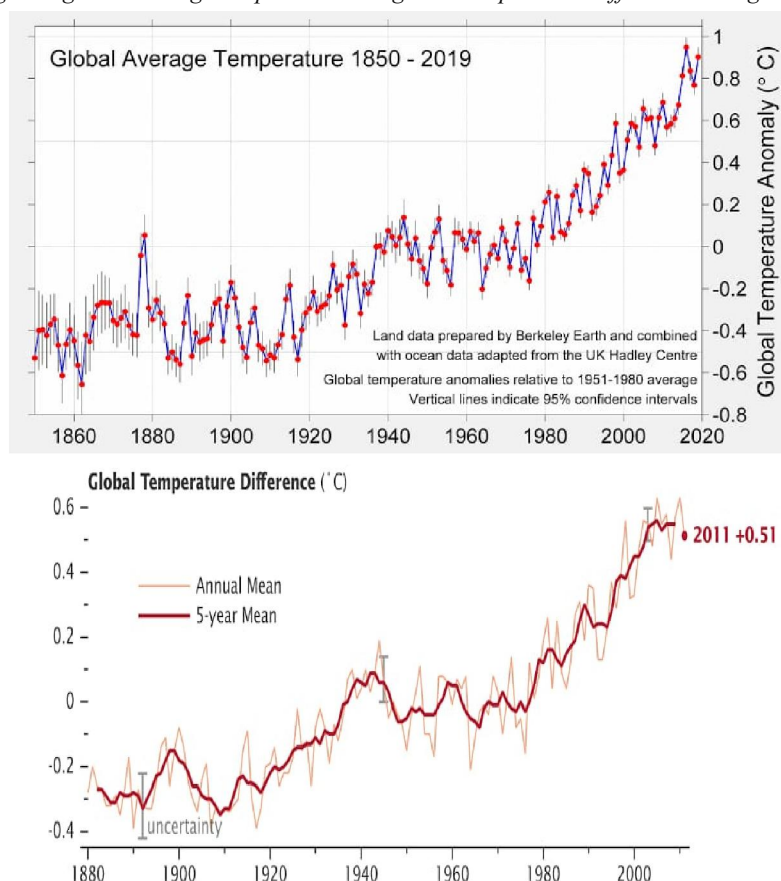 Global Average Temperature 1850 - 2019
1
0.8
0.6
0.4
0.2
0
-0.2
-0.4
-0.6
-0.8
Global Temperature Anomaly (° C)
Land data prepared by Berkeley Earth and combined
with ocean data adapted from the UK Hadley Centre
Global temperature anomalies relative to 1951-1980 average
Vertical lines indicate 95% confidence intervals
1860 1880 1900 1920 1940 1960 1980 2000 2020
Global Temperature Difference (˚C)
0.6
0.4
0.2
0
-0.2
-0.4
Annual Mean
5-year Mean
2011 +0.51
uncertainty
1880 1900 1920 1940 1960 1980 2000